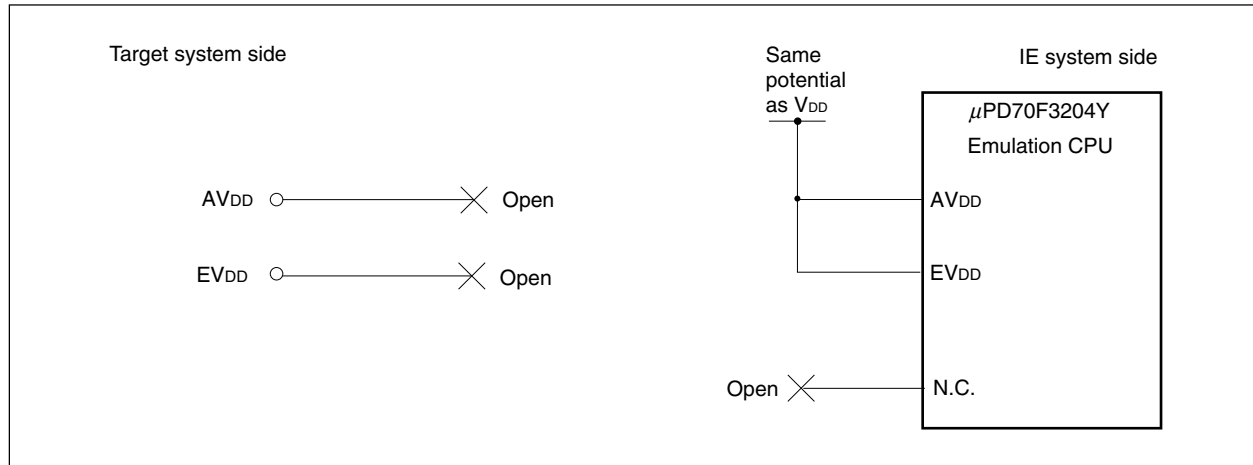 Target system side
Same
potential
as VDD
IE system side
μPD70F3204Y
Emulation CPU
AVDD
Open
AVDD
EVDD
Open
EVDD
Open
N.C.